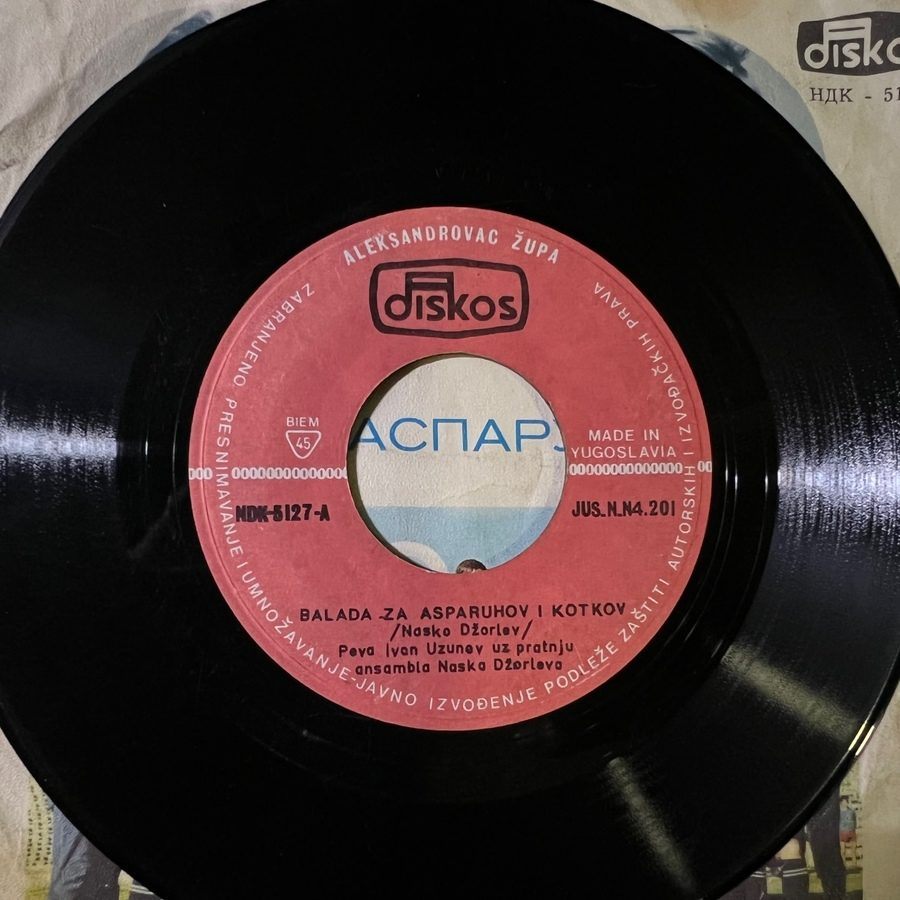 diskos
НДК - 51
ALEKSANDROVAC ŽUPA
diskos
ZABRANJENO PRESNIMAVANJE I UMNOŽAVANJE-JAVNO IZVOĐENJE PODLEŽE ZAŠTITI AUTORSKIH I IZVOĐAČKIH PRAVA
BIEM
45
АСПАР
MADE IN
YUGOSLAVIA
NDK-5127-A
JUS.N.N4.201
BALADA ZA ASPARUHOV I KOTKOV
/Nasko Džorlev/
Peva Ivan Uzunov uz pratnju
ansambla Naska Džorleva